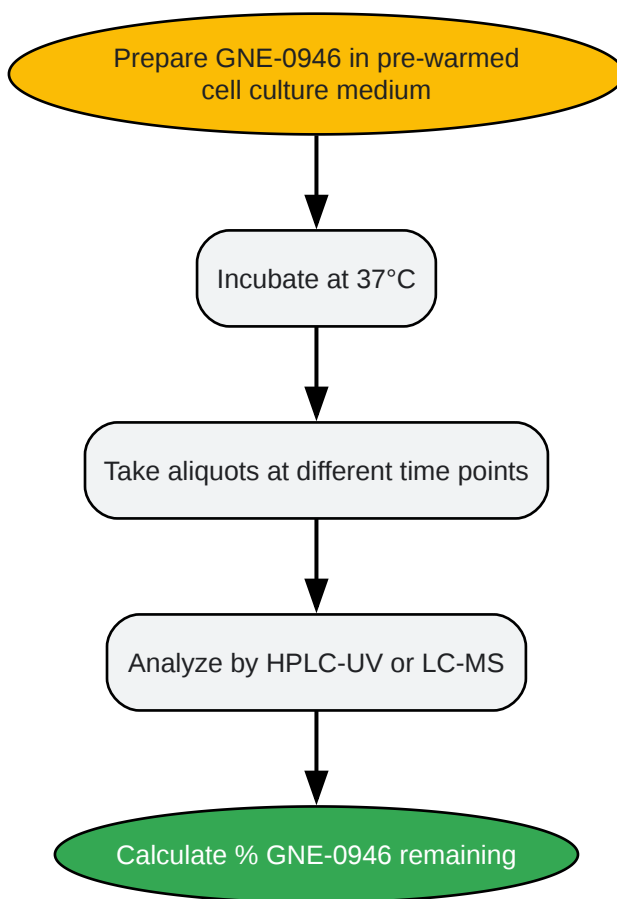 Prepare GNE-0946 in pre-warmed
cell culture medium
Incubate at 37°C
Take aliquots at different time points
Analyze by HPLC-UV or LC-MS
Calculate % GNE-0946 remaining